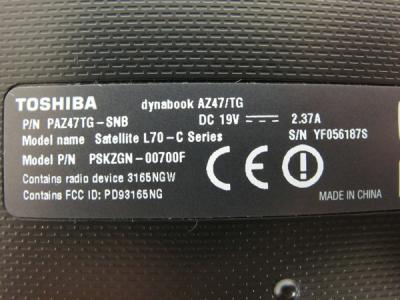 TOSHIBA dynabook AZ47/TG
P/N PAZ47TG-SNB DC 19V 2.37A
Model name Satellite L70-C Series S/N YF056187S
Model P/N PSKZGN-00700F
Contains radio device 3165NGW
Contains FCC ID: PD93165NG
CE
MADE IN CHINA